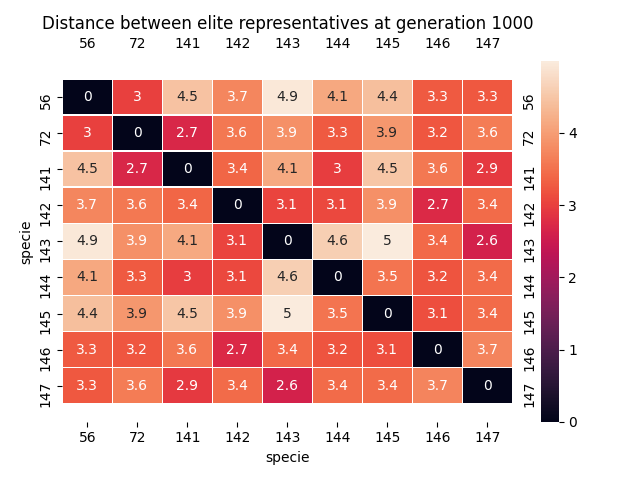 Distance between elite representatives at generation 1000
56 72 141 142 143 144 145 146 147
56 0 3 4.5 3.7 4.9 4.1 4.4 3.3 3.3 56
72 3 0 2.7 3.6 3.9 3.3 3.9 3.2 3.6 72 4
141 4.5 2.7 0 3.4 4.1 3 4.5 3.6 2.9 141
142 3.7 3.6 3.4 0 3.1 3.1 3.9 2.7 3.4 142 3
specie 143 4.9 3.9 4.1 3.1 0 4.6 5 3.4 2.6 143
144 4.1 3.3 3 3.1 4.6 0 3.5 3.2 3.4 144 2
145 4.4 3.9 4.5 3.9 5 3.5 0 3.1 3.4 145
146 3.3 3.2 3.6 2.7 3.4 3.2 3.1 0 3.7 146 1
147 3.3 3.6 2.9 3.4 2.6 3.4 3.4 3.7 0 147
0
56 72 141 142 143 144 145 146 147
specie